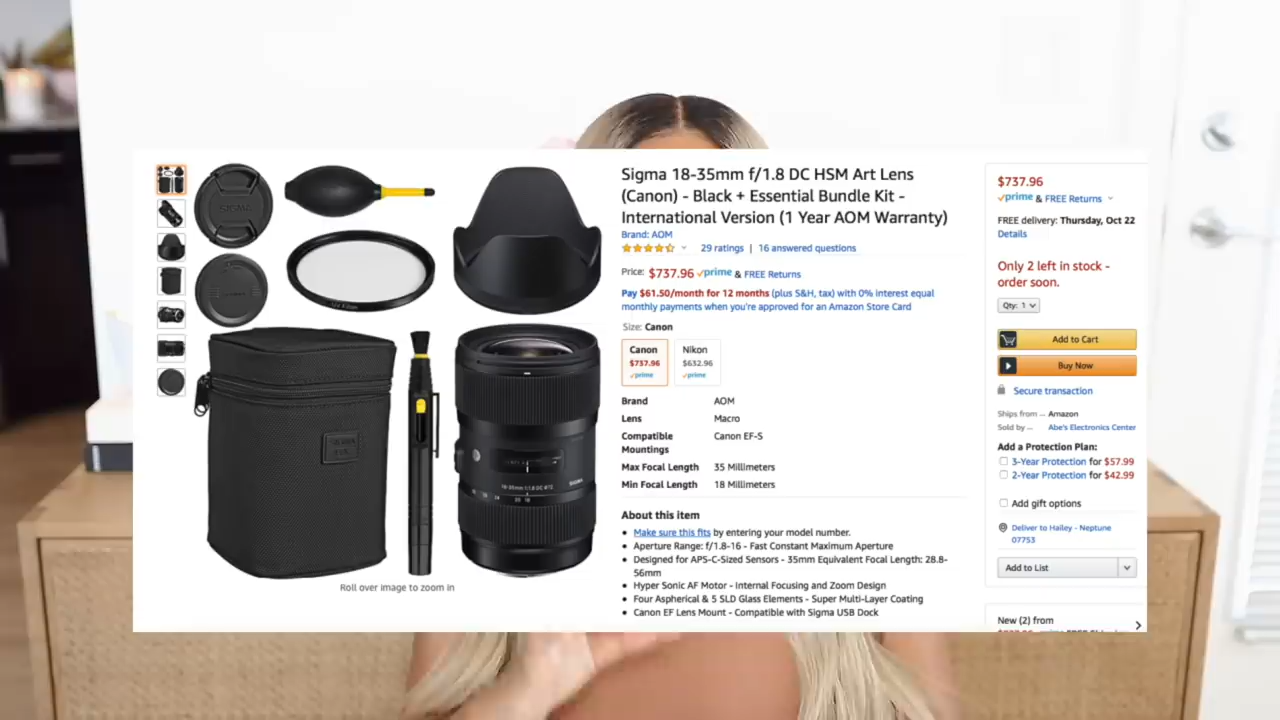 Sigma 18-35mm f/1.8 DC HSM Art Lens
(Canon) - Black + Essential Bundle Kit -
International Version (1 Year AOM Warranty)
Brand: AOM
29 ratings | 16 answered questions
Price: $737.96 prime & FREE Returns
Pay $61.50/month for 12 months (plus S&H, tax) with 0% interest equal
monthly payments when you're approved for an Amazon Store Card
Size: Canon
Canon
$737.96
prime
Nikon
$632.96
prime
Brand AOM
Lens Macro
Compatible Canon EF-S
Mountings
Max Focal Length 35 Millimeters
Min Focal Length 18 Millimeters
About this item
Make sure this fits by entering your model number.
Aperture Range: f/1.8-16 - Fast Constant Maximum Aperture
Designed for APS-C-Sized Sensors - 35mm Equivalent Focal Length: 28.8-
56mm
Hyper Sonic AF Motor - Internal Focusing and Zoom Design
Four Aspherical & 5 SLD Glass Elements - Super Multi-Layer Coating
Canon EF Lens Mount - Compatible with Sigma USB Dock
SIGMA
UV Filter
Roll over image to zoom in
$737.96
prime & FREE Returns
FREE delivery: Thursday, Oct 22
Details
Only 2 left in stock -
order soon.
Qty: 1
Add to Cart
Buy Now
Secure transaction
Ships from ... Amazon
Sold by ... Abe's Electronics Center
Add a Protection Plan:
3-Year Protection for $57.99
2-Year Protection for $42.99
Add gift options
Deliver to Hailey - Neptune
07753
Add to List
New (2) from